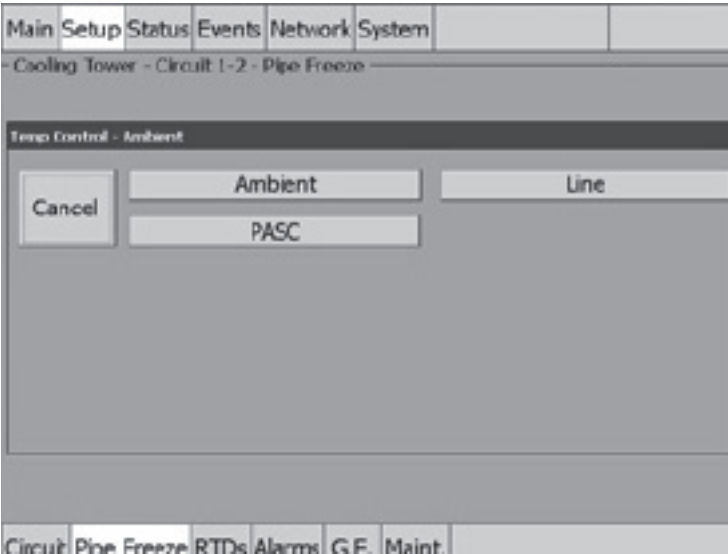 Main Setup Status Events Network System
Cooling Tower - Circuit 1-2 - Pipe Freeze
Temp Control - Ambient
Cancel
Ambient
Line
PASC
Circuit Pipe Freeze RTDs Alarms G.F. Maint.